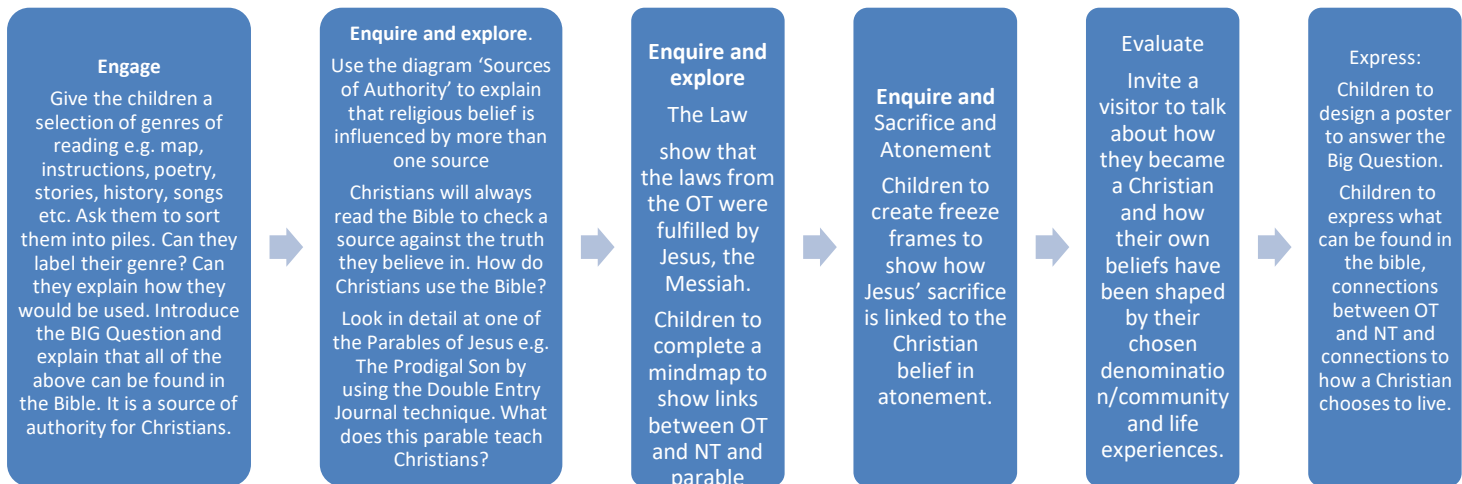 Engage
Give the children a
selection of genres of
reading e.g. map,
instructions, poetry,
stories, history, songs
etc. Ask them to sort
them into piles. Can they
label their genre? Can
they explain how they
would be used. Introduce
the BIG Question and
explain that all of the
above can be found in
the Bible. It is a source of
authority for Christians.
Enquire and explore.
Use the diagram ‘Sources
of Authority’ to explain
that religious belief is
influenced by more than
one source
Christians will always
read the Bible to check a
source against the truth
they believe in. How do
Christians use the Bible?
Look in detail at one of
the Parables of Jesus e.g.
The Prodigal Son by
using the Double Entry
Journal technique. What
does this parable teach
Christians?
Enquire and
explore
The Law
show that
the laws from
the OT were
fulfilled by
Jesus, the
Messiah.
Children to
complete a
mindmap to
show links
between OT
and NT and
parable
Enquire and
Sacrifice and
Atonement
Children to
create freeze
frames to
show how
Jesus’ sacrifice
is linked to the
Christian
belief in
atonement.
Evaluate
Invite a
visitor to talk
about how
they became
a Christian
and how
their own
beliefs have
been shaped
by their
chosen
denominatio
n/community
and life
experiences.
Express:
Children to
design a poster
to answer the
Big Question.
Children to
express what
can be found in
the bible,
connections
between OT
and NT and
connections to
how a Christian
chooses to live.